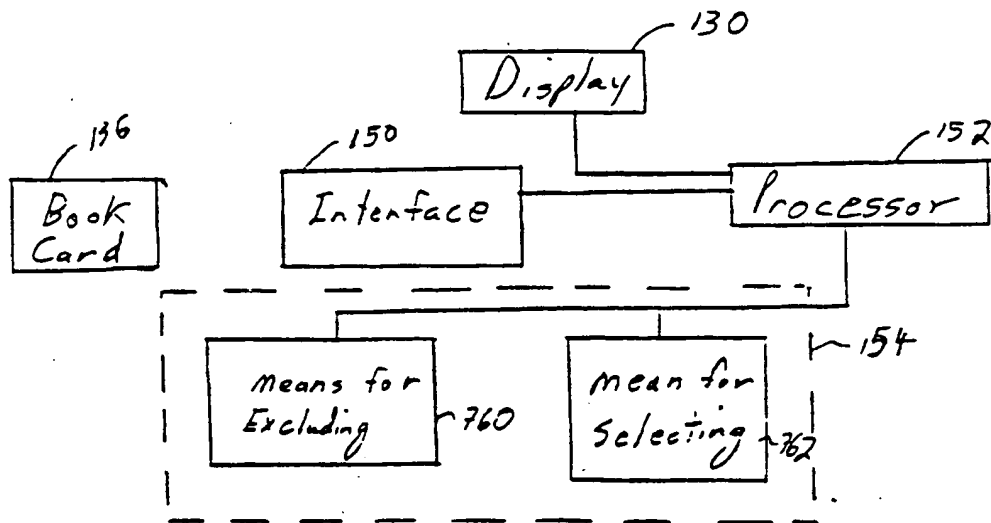 130
Display
136
150
152
Book
Card
Interface
Processor
154
Means for
Excluding
760
Mean for
Selecting
762